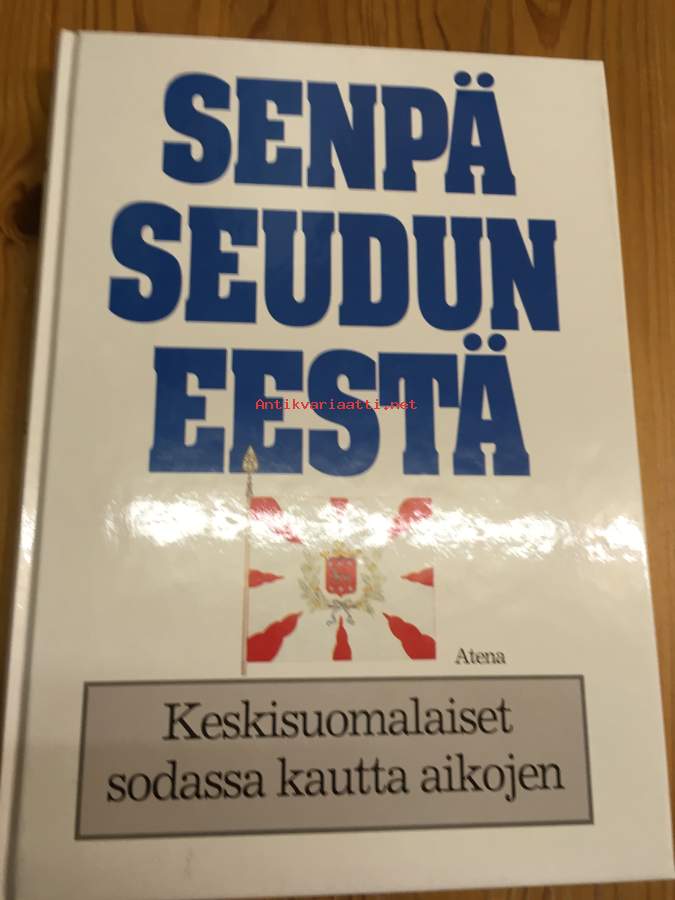 SENPÄ
SEUDUN
EESTÄ
Antikvariaatti.net
Atena
Keskisuomalaiset
sodassa kautta aikojen